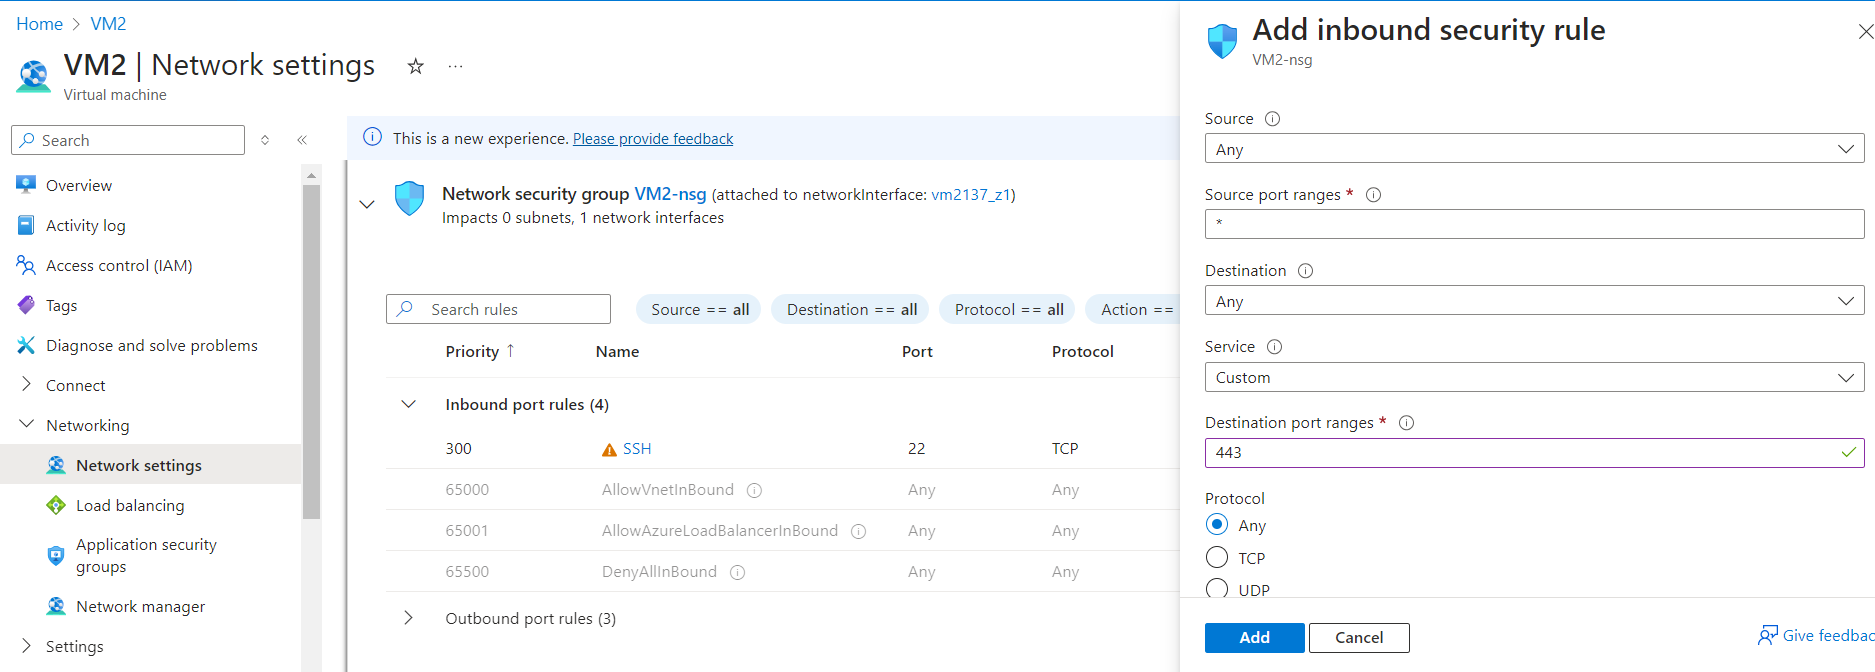 Home > VM2
VM2 | Network settings
Virtual machine
Search
Overview
Activity log
Access control (IAM)
Tags
Diagnose and solve problems
Connect
Networking
Network settings
Load balancing
Application security
groups
Network manager
Settings
This is a new experience. Please provide feedback
Network security group VM2-nsg (attached to networkInterface: vm2137_z1)
Impacts 0 subnets, 1 network interfaces
Search rules
Source == all
Destination == all
Protocol == all
Action ==
Priority ↑ Name Port Protocol
Inbound port rules (4)
300 SSH 22 TCP
65000 AllowVnetInBound Any Any
65001 AllowAzureLoadBalancerInBound Any Any
65500 DenyAllInBound Any Any
Outbound port rules (3)
Add inbound security rule
VM2-nsg
Source
Any
Source port ranges *
*
Destination
Any
Service
Custom
Destination port ranges *
443
Protocol
Any
TCP
UDP
Add
Cancel
Give feedbac